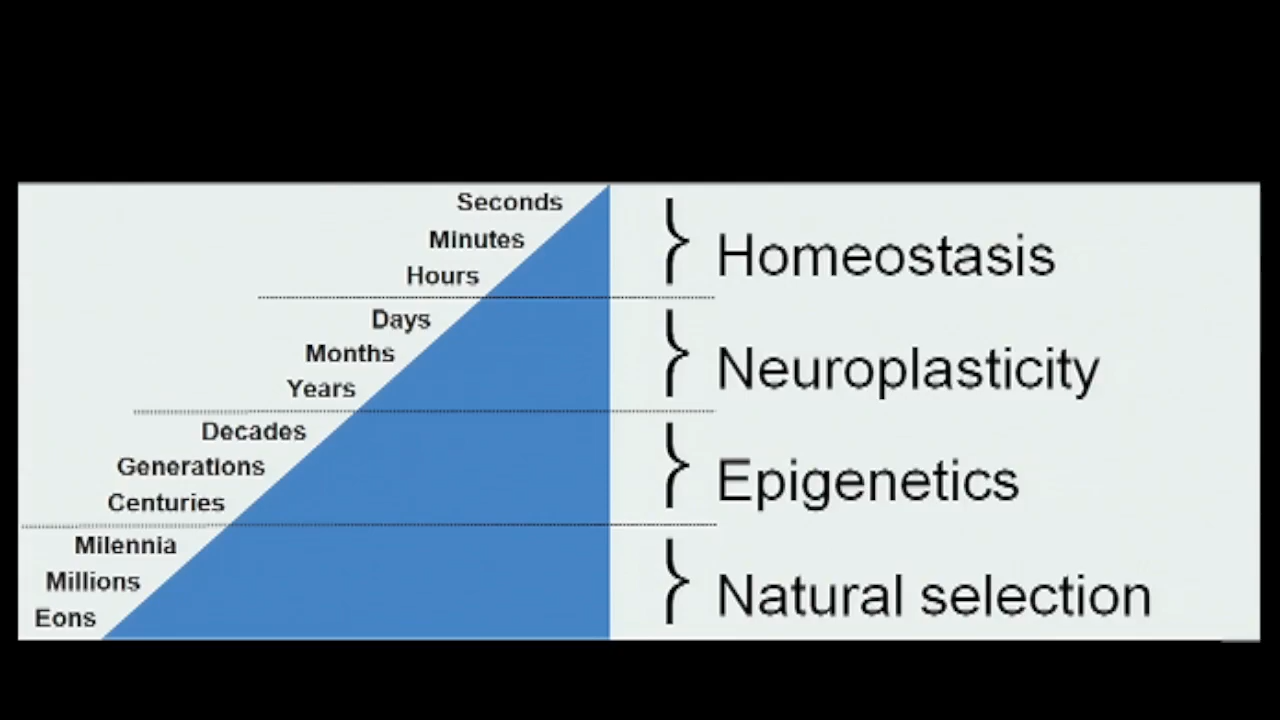 Seconds
Minutes
Hours
Homeostasis
Days
Months
Years
Neuroplasticity
Decades
Generations
Centuries
Epigenetics
Milennia
Millions
Eons
Natural selection